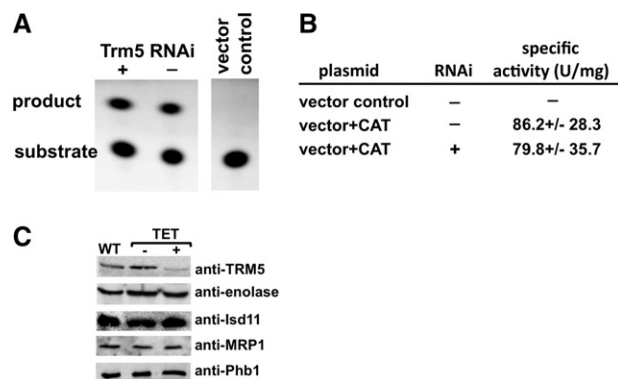 A
Trm5 RNAi
+ −
vector control
product
substrate
B
plasmid RNAi specific activity (U/mg)
vector control − −
vector+CAT − 86.2+/- 28.3
vector+CAT + 79.8+/- 35.7
C
TET
WT - +
anti-TRM5
anti-enolase
anti-Isd11
anti-MRP1
anti-Phb1